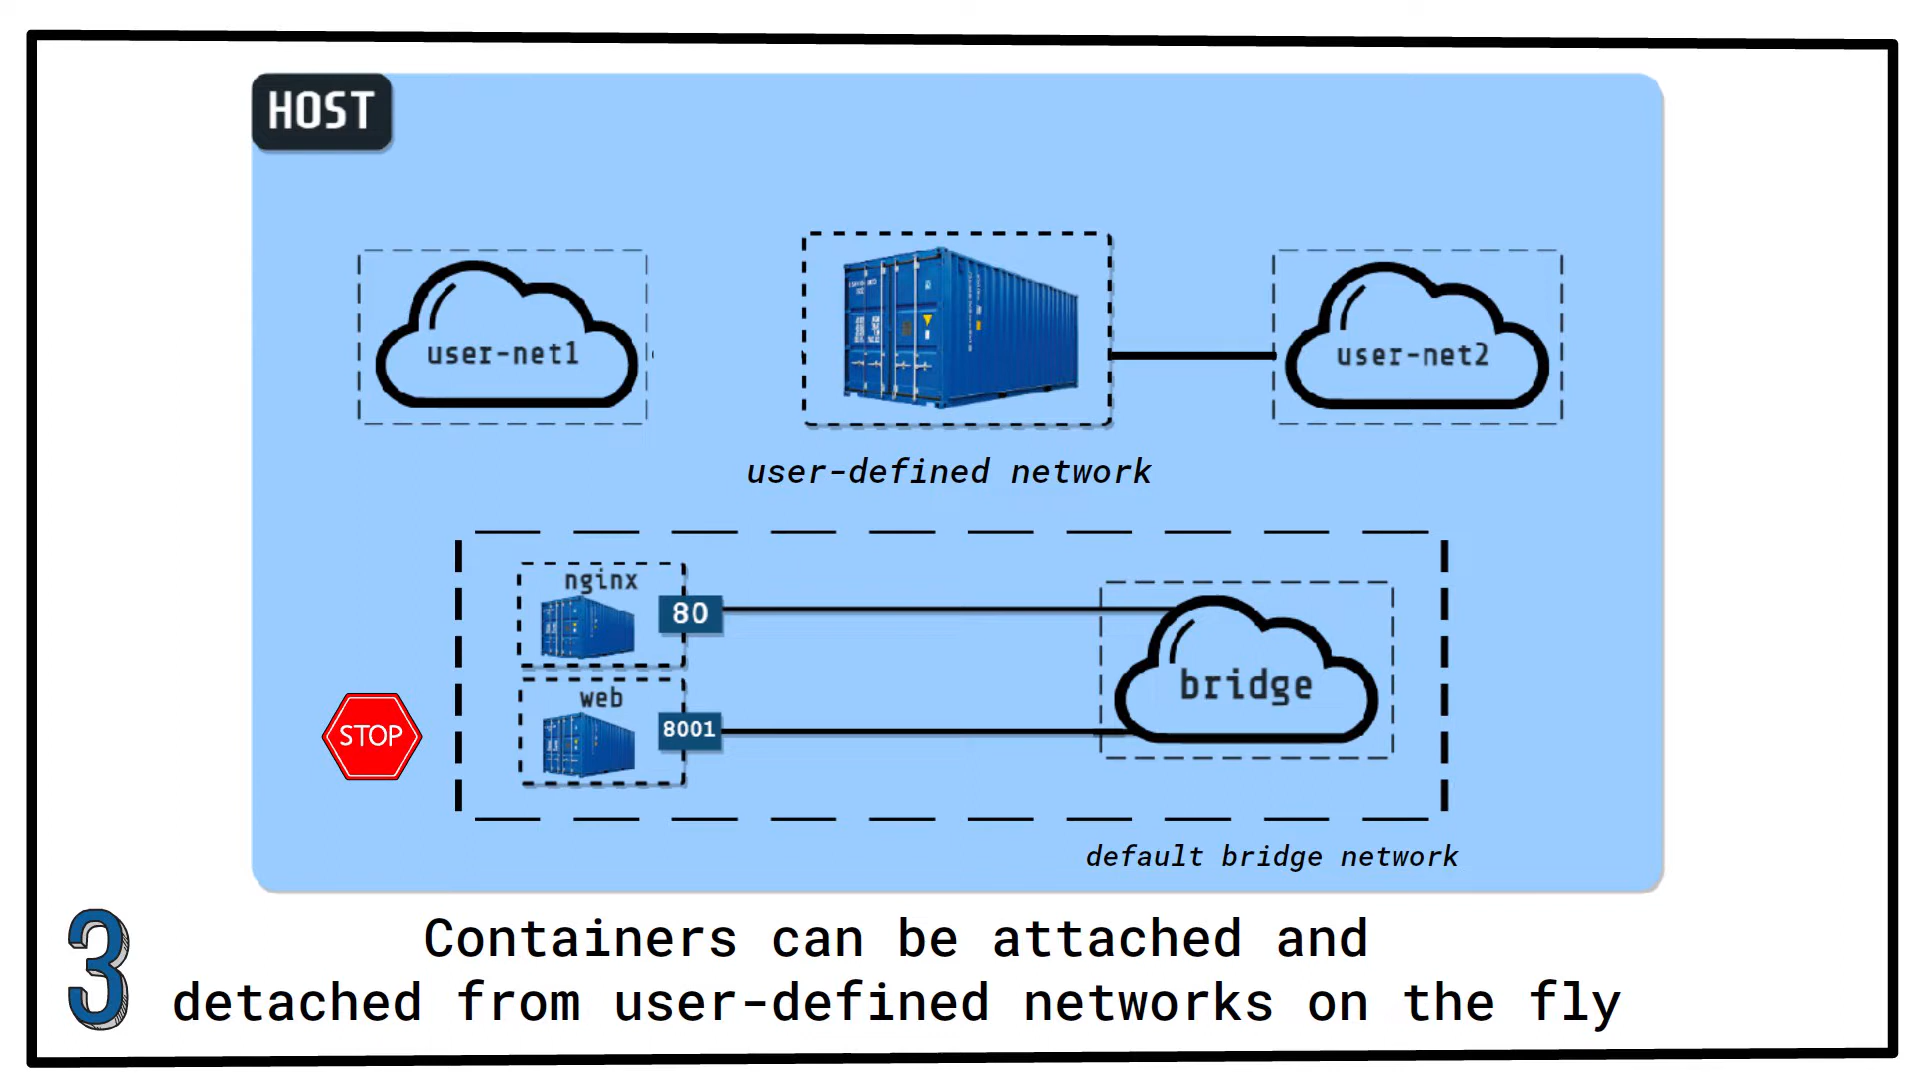 HOST
user-net1
user-net2
user-defined network
nginx
80
web
8001
bridge
STOP
default bridge network
3
Containers can be attached and
detached from user-defined networks on the fly